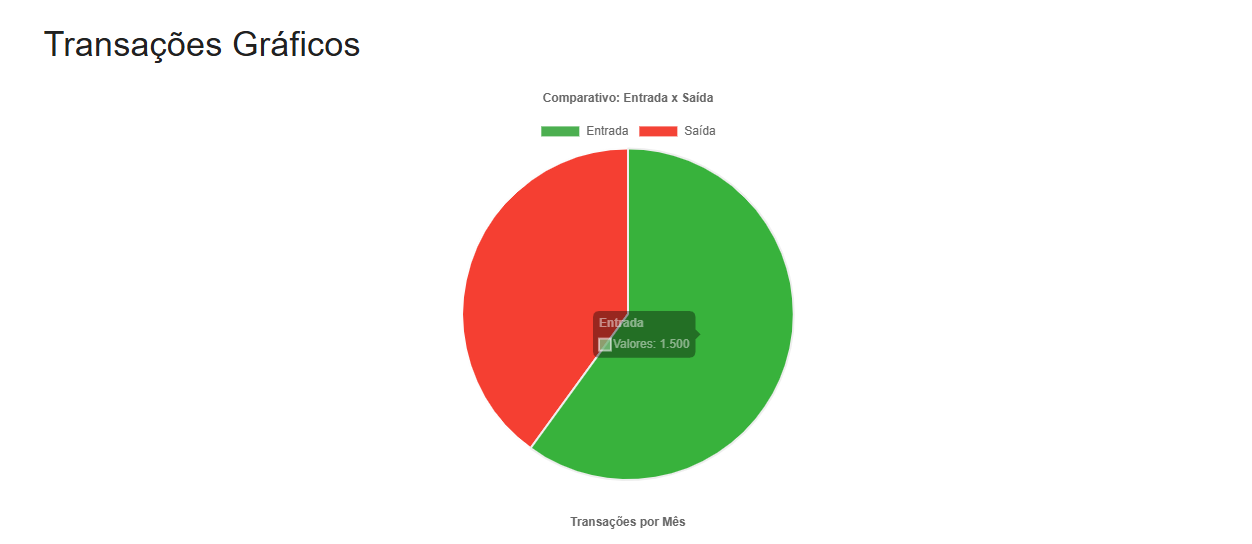 Transações Gráficos
Comparativo: Entrada x Saída
Entrada Saída
Entrada
Valores: 1.500
Transações por Mês